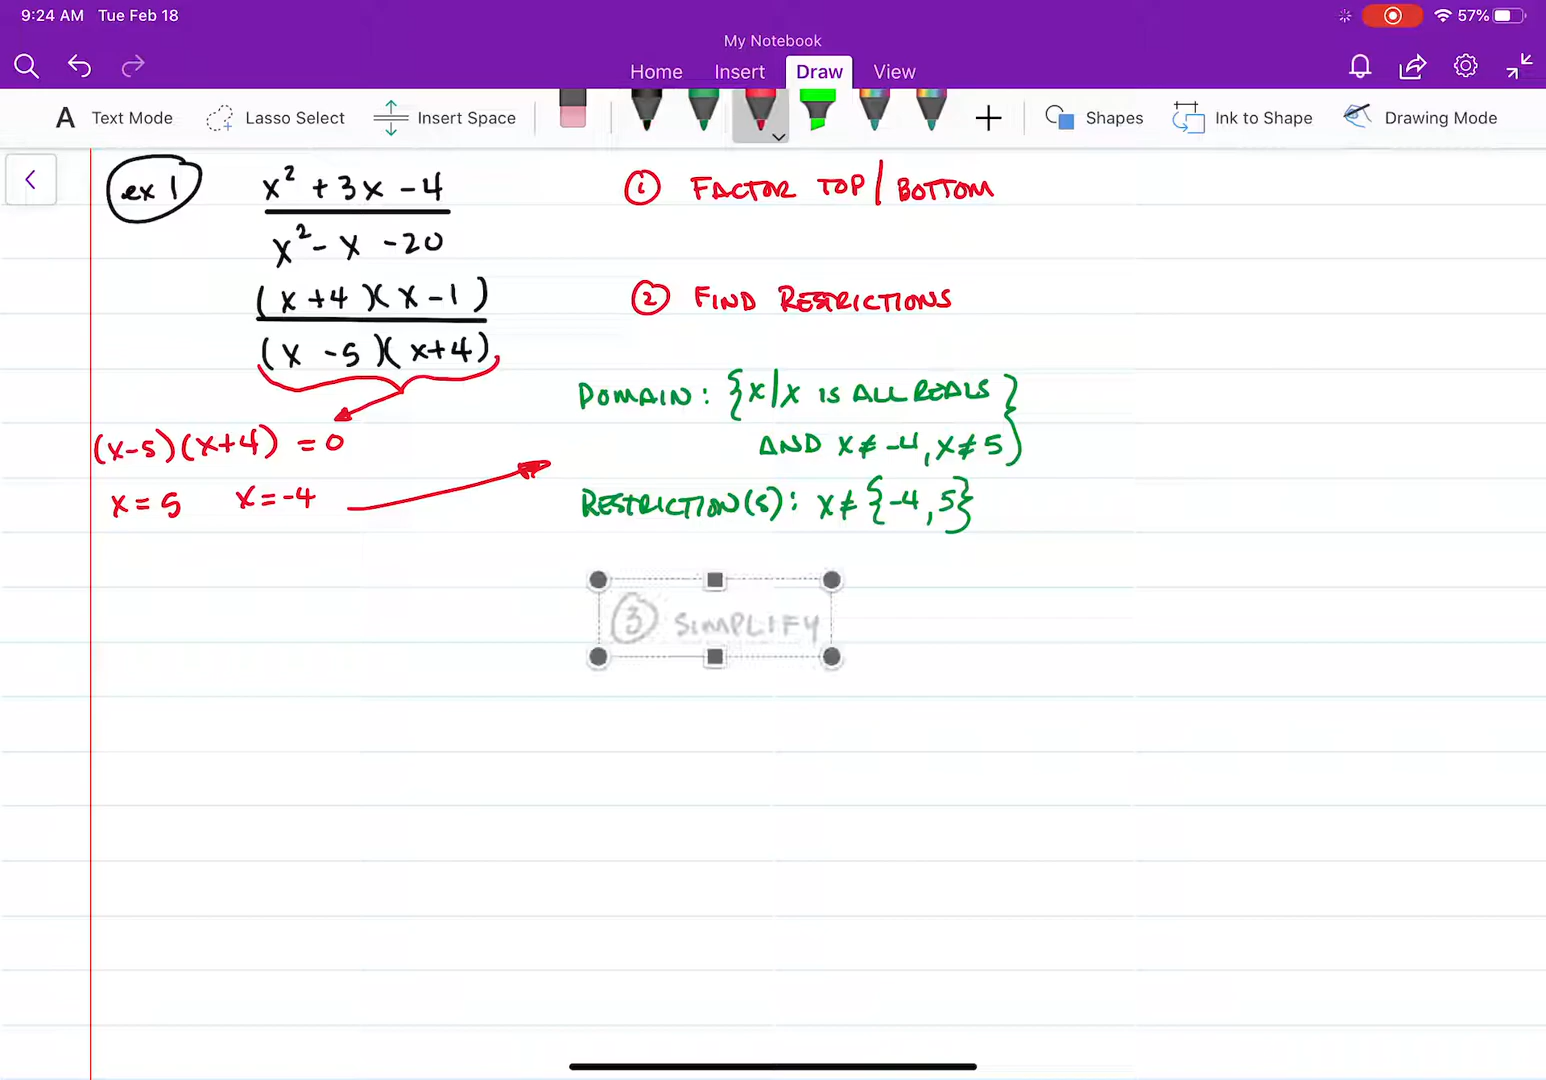 9:24 AM Tue Feb 18
57%
My Notebook
Home Insert Draw View
Text Mode Lasso Select Insert Space Shapes Ink to Shape Drawing Mode
ex 1
x² + 3x - 4
x² - x - 20
(x+4)(x-1)
(x-5)(x+4)
(x-5)(x+4) = 0
x = 5 x = -4
① FACTOR TOP / BOTTOM
② FIND RESTRICTIONS
DOMAIN: {x|x IS ALL REALS
AND x ≠ -4, x ≠ 5}
RESTRICTION(S): x ≠ {-4, 5}
③ SIMPLIFY